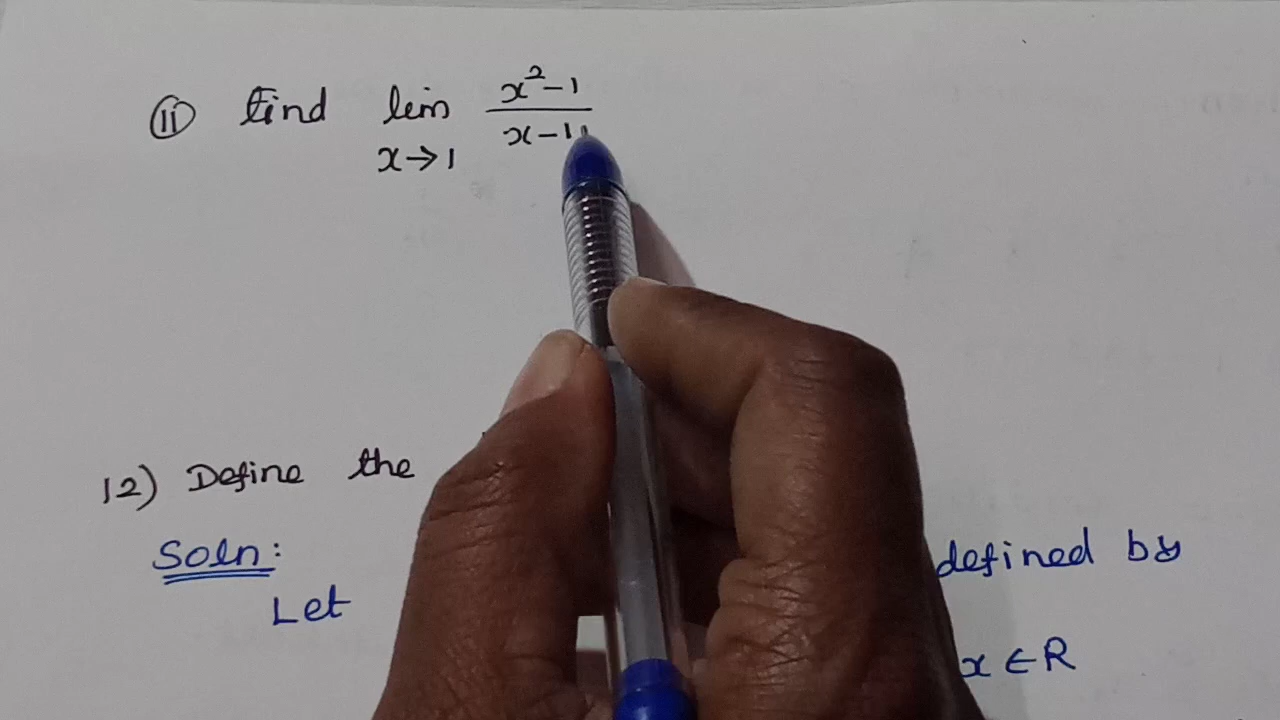 ⑪ Find lim x²-1
x-1
x→1
12) Define the
Soln:
defined by
Let
x ∈ R